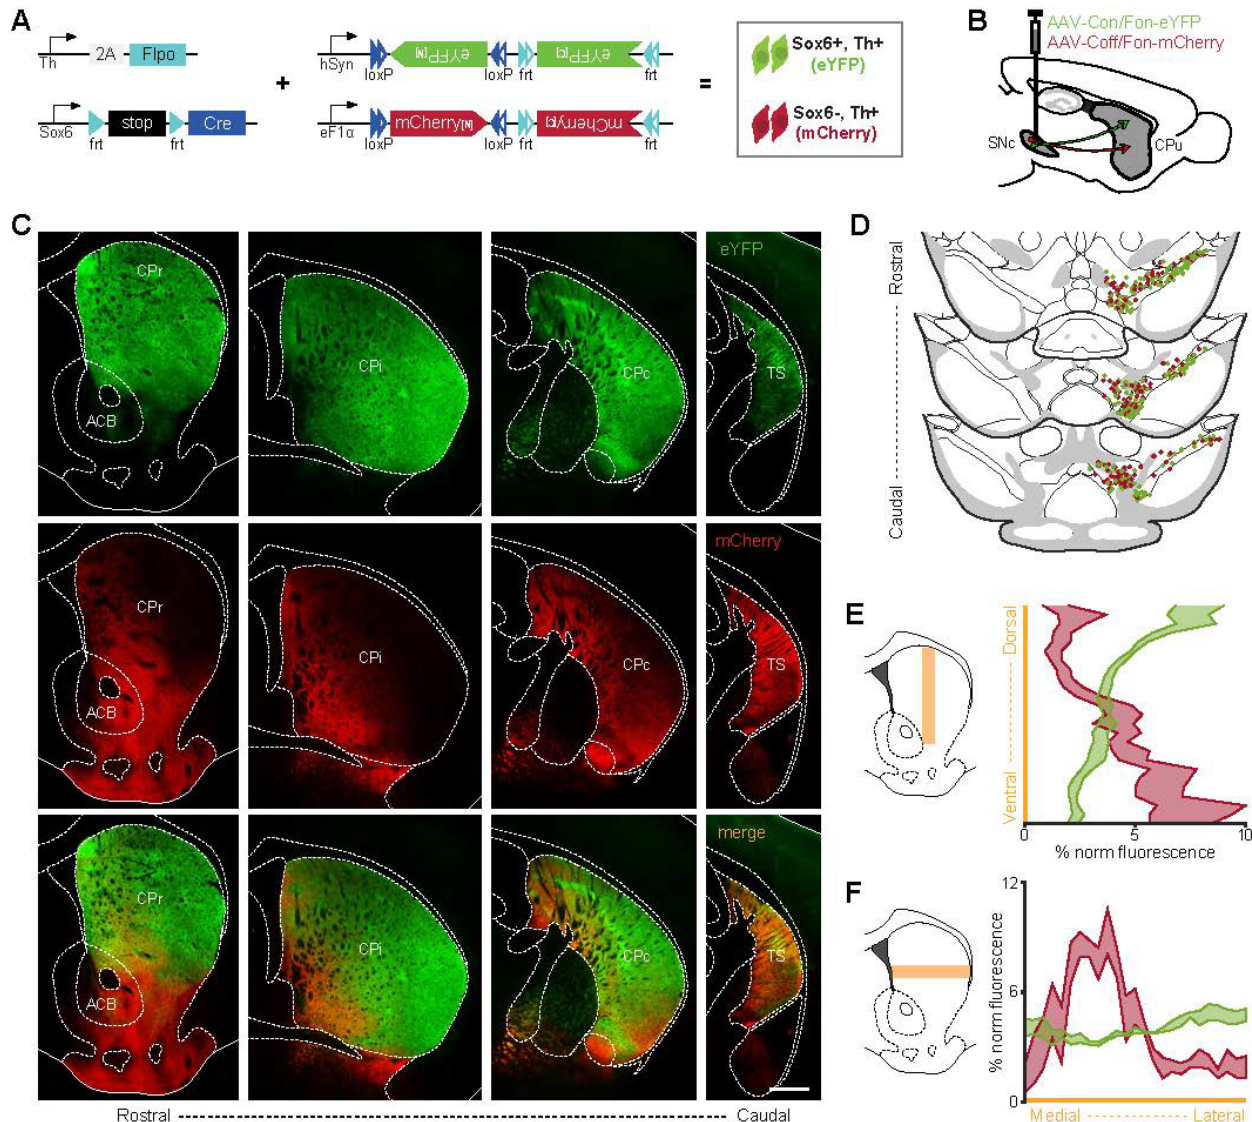 A
Th
2A
Flpo
Sox6
frt
stop
frt
Cre
+
hSyn
loxP
eYFP[N]
loxP
frt
eYFP[C]
frt
eF1α
loxP
mCherry[N]
loxP
frt
mCherry[C]
frt
=
Sox6+, Th+
(eYFP)
Sox6-, Th+
(mCherry)
B
AAV-Con/Fon-eYFP
AAV-Coff/Fon-mCherry
SNc
CPu
C
CPr
ACB
CPi
CPc
eYFP
TS
CPr
ACB
CPi
CPc
mCherry
TS
CPr
ACB
CPi
CPc
merge
TS
Rostral
Caudal
D
Rostral
Caudal
E
Dorsal
Ventral
0
5
10
% norm fluorescence
F
12
6
0
% norm fluorescence
Medial
Lateral